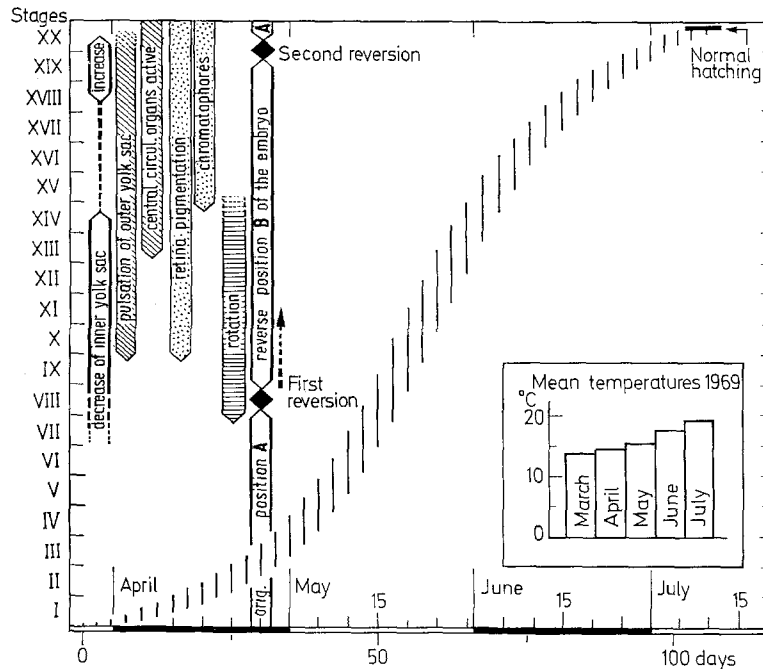 Stages
XX
XIX
XVIII
XVII
XVI
XV
XIV
XIII
XII
XI
X
IX
VIII
VII
VI
V
IV
III
II
I
increase
decrease of inner yolk sac
pulsation of outer yolk sac
central circul. organs active
retina pigmentation
chromatophores
rotation
A
reverse position B of the embryo
position A
orig.
Second reversion
First
reversion
Normal
hatching
Mean temperatures 1969
°C
20
10
0
March
April
May
June
July
April
May
15
June
15
July
15
0
50
100 days